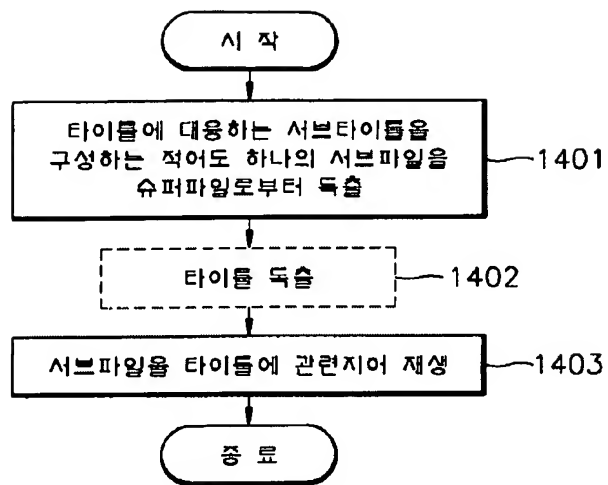 시 작
타이틀에 대응하는 서브타이틀을
구성하는 적어도 하나의 서브파일을
슈퍼파일로부터 독출
1401
타이틀 독출
1402
서브파일을 타이틀에 관련지어 재생
1403
종 료